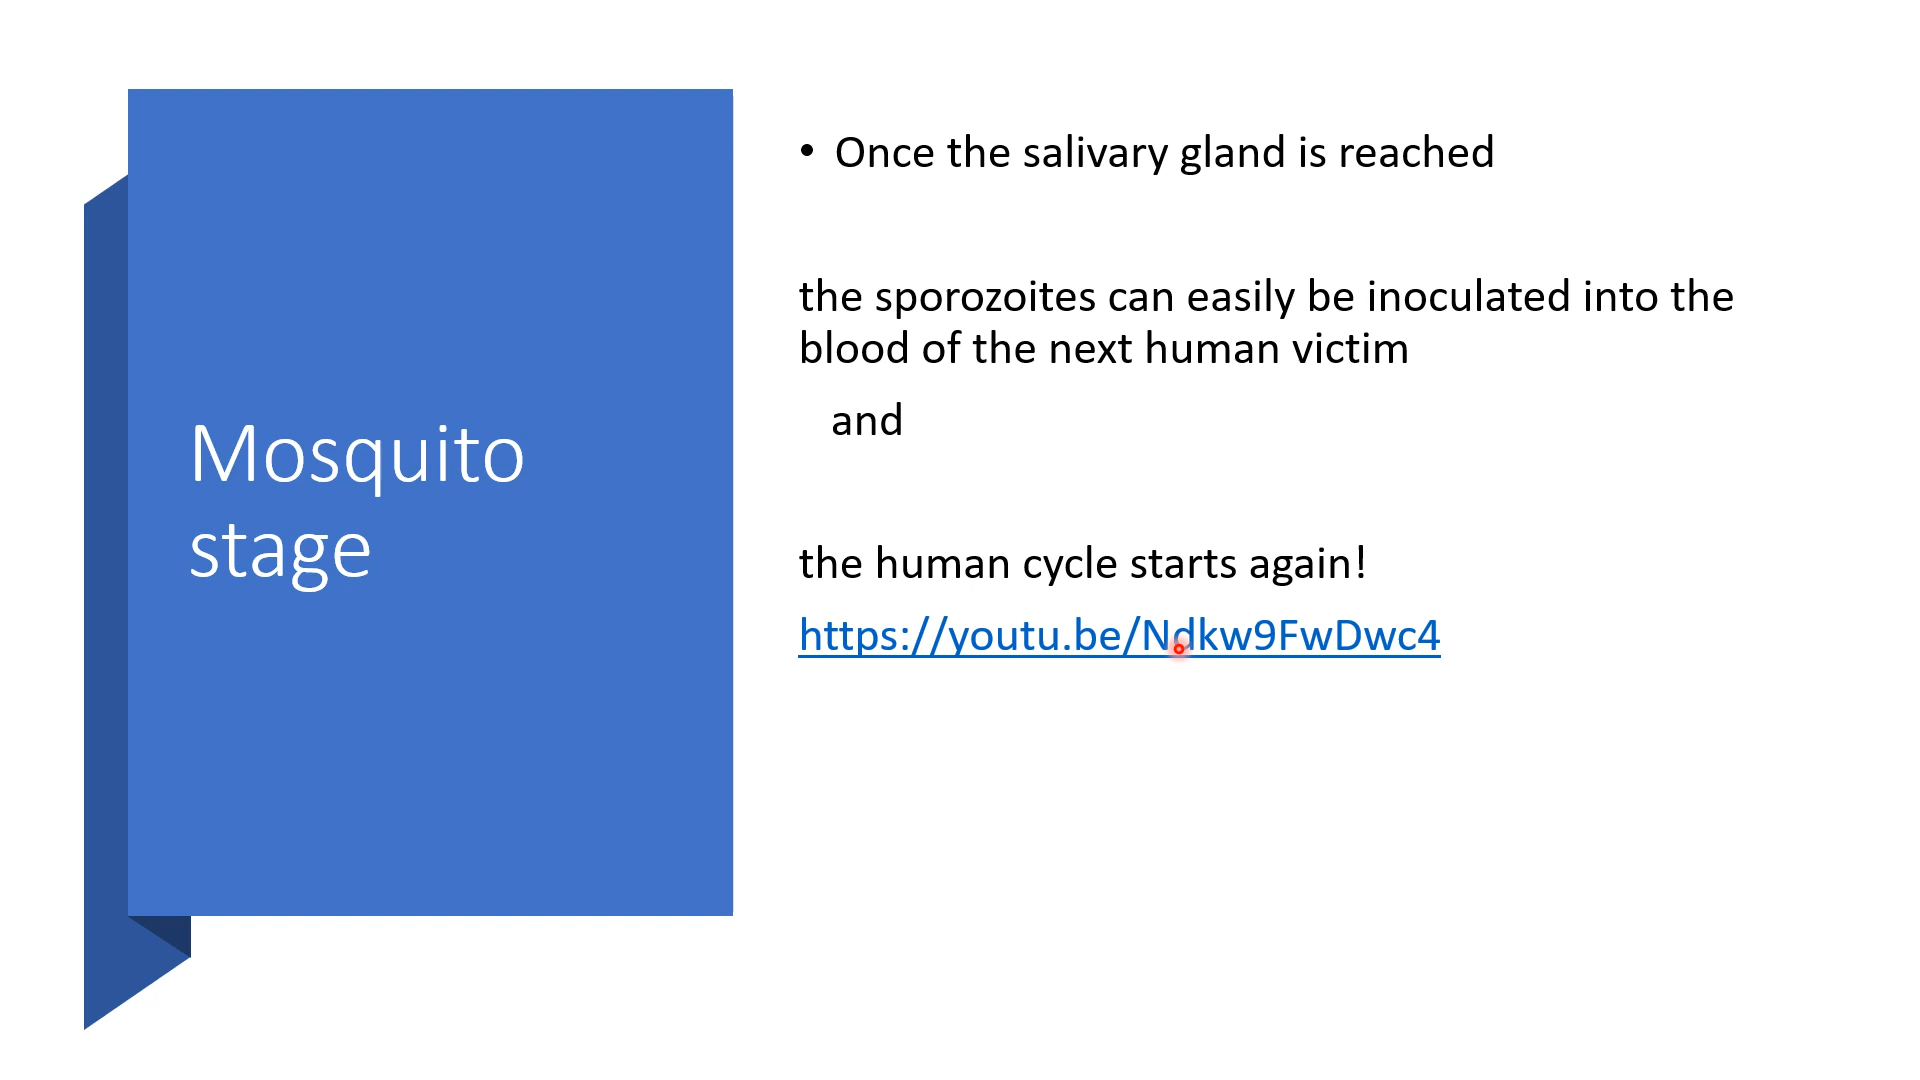 Mosquito
stage
• Once the salivary gland is reached
the sporozoites can easily be inoculated into the
blood of the next human victim
and
the human cycle starts again!
https://youtu.be/Ndkw9FwDwc4